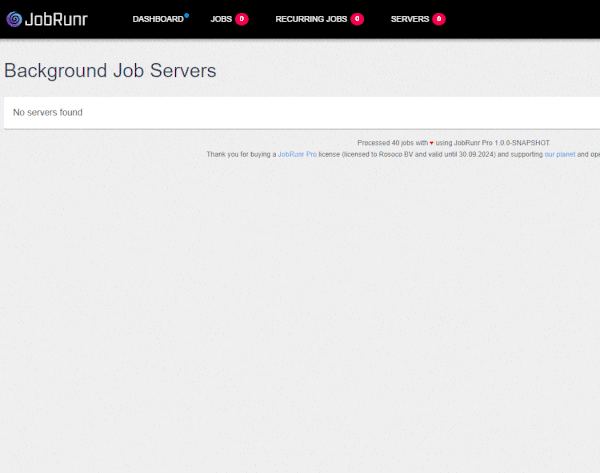 JobRunr DASHBOARD JOBS 0 RECURRING JOBS 0 SERVERS 0
Background Job Servers
No servers found
Processed 40 jobs with ♥ using JobRunr Pro 1.0.0-SNAPSHOT.
Thank you for buying a JobRunr Pro license (licensed to Rosoco BV and valid until 30.09.2024) and supporting our planet and ope